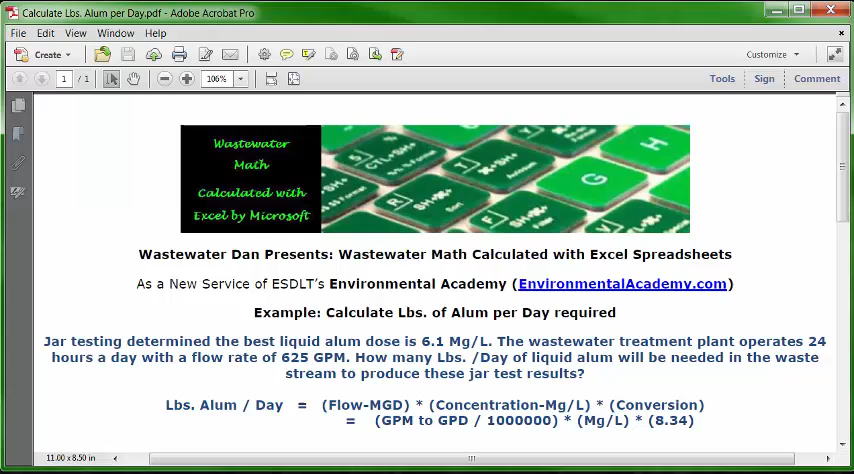 Calculate Lbs. Alum per Day.pdf - Adobe Acrobat Pro
File Edit View Window Help
Create
Customize
1 / 1
106%
Tools Sign Comment
Wastewater
Math
Calculated with
Excel by Microsoft
Wastewater Dan Presents: Wastewater Math Calculated with Excel Spreadsheets
As a New Service of ESDLT’s Environmental Academy (EnvironmentalAcademy.com)
Example: Calculate Lbs. of Alum per Day required
Jar testing determined the best liquid alum dose is 6.1 Mg/L. The wastewater treatment plant operates 24
hours a day with a flow rate of 625 GPM. How many Lbs. /Day of liquid alum will be needed in the waste
stream to produce these jar test results?
Lbs. Alum / Day = (Flow-MGD) * (Concentration-Mg/L) * (Conversion)
= (GPM to GPD / 1000000) * (Mg/L) * (8.34)
11.00 x 8.50 in